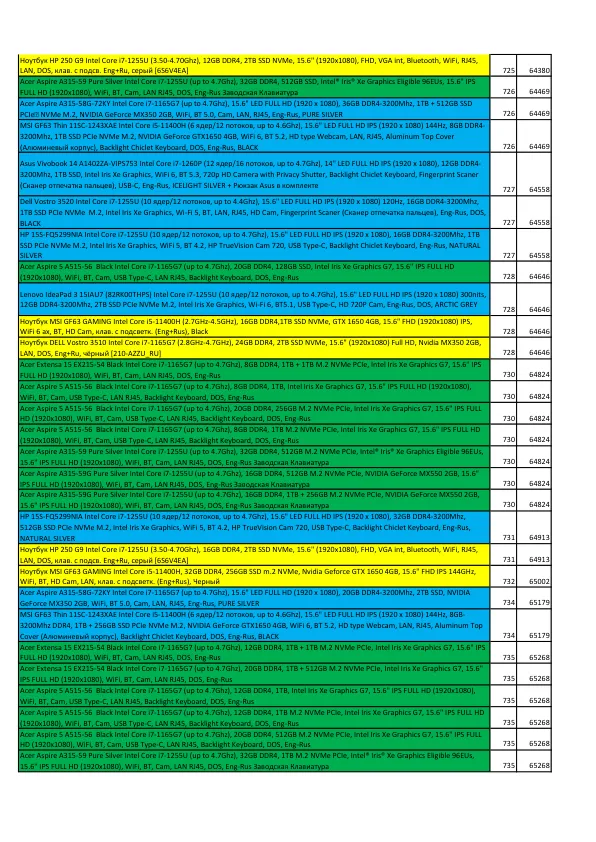 Ноутбук HP 250 G9 Intel Core i7-1255U (3.50-4.70Ghz), 12GB DDR4, 2TB SSD NVMe, 15.6" (1920x1080), FHD, VGA int, Bluetooth, WiFi, RJ45,
LAN, DOS, клав. с подсв. Eng+Ru, серый [6S6V4EA] 725 64380
Acer Aspire A315-59 Pure Silver Intel Core i7-1255U (up to 4.7Ghz), 32GB DDR4, 512GB SSD, Intel® Iris® Xe Graphics Eligible 96EUs, 15.6" IPS
FULL HD (1920x1080), WiFi, BT, Cam, LAN RJ45, DOS, Eng-Rus Заводская Клавиатура 726 64469
Acer Aspire A315-58G-72KY Intel Core i7-1165G7 (up to 4.7Ghz), 15.6" LED FULL HD (1920 x 1080), 36GB DDR4-3200Mhz, 1TB + 512GB SSD
PCIe NVMe M.2, NVIDIA GeForce MX350 2GB, WiFi, BT 5.0, Cam, LAN, RJ45, Eng-Rus, PURE SILVER 726 64469
MSI GF63 Thin 11SC-1243XAE Intel Core i5-11400H (6 ядер/12 потоков, up to 4.6Ghz), 15.6" LED FULL HD IPS (1920 x 1080) 144Hz, 8GB DDR4-
3200Mhz, 1TB SSD PCIe NVMe M.2, NVIDIA GeForce GTX1650 4GB, WiFi 6, BT 5.2, HD type Webcam, LAN, RJ45, Aluminum Top Cover
(Алюминевый корпус), Backlight Chiclet Keyboard, DOS, Eng-Rus, BLACK 726 64469
Asus Vivobook 14 A1402ZA-VIPS753 Intel Core i7-1260P (12 ядер/16 потоков, up to 4.7Ghz), 14" LED FULL HD IPS (1920 x 1080), 12GB DDR4-
3200Mhz, 1TB SSD, Intel Iris Xe Graphics, WiFi 6, BT 5.3, 720p HD Camera with Privacy Shutter, Backlight Chiclet Keyboard, Fingerprint Scaner
(Сканер отпечатка пальцев), USB-C, Eng-Rus, ICELIGHT SILVER + Рюкзак Asus в комплекте 727 64558
Dell Vostro 3520 Intel Core i7-1255U (10 ядер/12 потоков, up to 4.4Ghz), 15.6" LED FULL HD IPS (1920 x 1080) 120Hz, 16GB DDR4-3200Mhz,
1TB SSD PCIe NVMe M.2, Intel Iris Xe Graphics, Wi-Fi 5, BT, LAN, RJ45, HD Cam, Fingerprint Scaner (Сканер отпечатка пальцев), Eng-Rus, DOS,
BLACK 727 64558
HP 15S-FQ5299NIA Intel Core i7-1255U (10 ядер/12 потоков, up to 4.7Ghz), 15.6" LED FULL HD IPS (1920 x 1080), 16GB DDR4-3200Mhz, 1TB
SSD PCIe NVMe M.2, Intel Iris Xe Graphics, WiFi 5, BT 4.2, HP TrueVision Cam 720, USB Type-C, Backlight Chiclet Keyboard, Eng-Rus, NATURAL
SILVER 727 64558
Acer Aspire 5 A515-56 Black Intel Core i7-1165G7 (up to 4.7Ghz), 20GB DDR4, 128GB SSD, Intel Iris Xe Graphics G7, 15.6" IPS FULL HD
(1920x1080), WiFi, BT, Cam, USB Type-C, LAN RJ45, Backlight Keyboard, DOS, Eng-Rus 728 64646
Lenovo IdeaPad 3 15IAU7 (82RK00THPS) Intel Core i7-1255U (10 ядер/12 потоков, up to 4.7Ghz), 15.6" LED FULL HD IPS (1920 x 1080) 300nits,
12GB DDR4-3200Mhz, 2TB SSD PCIe NVMe M.2, Intel Iris Xe Graphics, Wi-Fi 6, BT5.1, USB Type-C, HD 720P Cam, Eng-Rus, DOS, ARCTIC GREY 728 64646
Ноутбук MSI GF63 GAMING Intel Core i5-11400H (2.7GHz-4.5GHz), 16GB DDR4,1TB SSD NVMe, GTX 1650 4GB, 15.6" FHD (1920x1080) IPS,
WiFi 6 ax, BT, HD Cam, клав. с подсветк. (Eng+Rus), Black 728 64646
Ноутбук DELL Vostro 3510 Intel Core i7-1165G7 (2.8GHz-4.7GHz), 24GB DDR4, 2TB SSD NVMe, 15.6" (1920x1080) Full HD, Nvidia MX350 2GB,
LAN, DOS, Eng+Ru, чёрный [210-AZZU_RU] 728 64646
Acer Extensa 15 EX215-54 Black Intel Core i7-1165G7 (up to 4.7Ghz), 8GB DDR4, 1TB + 1TB M.2 NVMe PCIe, Intel Iris Xe Graphics G7, 15.6" IPS
FULL HD (1920x1080), WiFi, BT, Cam, LAN RJ45, DOS, Eng-Rus 730 64824
Acer Aspire 5 A515-56 Black Intel Core i7-1165G7 (up to 4.7Ghz), 8GB DDR4, 1TB, Intel Iris Xe Graphics G7, 15.6" IPS FULL HD (1920x1080),
WiFi, BT, Cam, USB Type-C, LAN RJ45, Backlight Keyboard, DOS, Eng-Rus 730 64824
Acer Aspire 5 A515-56 Black Intel Core i7-1165G7 (up to 4.7Ghz), 20GB DDR4, 256GB M.2 NVMe PCIe, Intel Iris Xe Graphics G7, 15.6" IPS FULL
HD (1920x1080), WiFi, BT, Cam, USB Type-C, LAN RJ45, Backlight Keyboard, DOS, Eng-Rus 730 64824
Acer Aspire 5 A515-56 Black Intel Core i7-1165G7 (up to 4.7Ghz), 8GB DDR4, 1TB M.2 NVMe PCIe, Intel Iris Xe Graphics G7, 15.6" IPS FULL HD
(1920x1080), WiFi, BT, Cam, USB Type-C, LAN RJ45, Backlight Keyboard, DOS, Eng-Rus 730 64824
Acer Aspire A315-59 Pure Silver Intel Core i7-1255U (up to 4.7Ghz), 32GB DDR4, 512GB M.2 NVMe PCIe, Intel® Iris® Xe Graphics Eligible 96EUs,
15.6" IPS FULL HD (1920x1080), WiFi, BT, Cam, LAN RJ45, DOS, Eng-Rus Заводская Клавиатура 730 64824
Acer Aspire A315-59G Pure Silver Intel Core i7-1255U (up to 4.7Ghz), 16GB DDR4, 512GB M.2 NVMe PCIe, NVIDIA GeForce MX550 2GB, 15.6"
IPS FULL HD (1920x1080), WiFi, BT, Cam, LAN RJ45, DOS, Eng-Rus Заводская Клавиатура 730 64824
Acer Aspire A315-59G Pure Silver Intel Core i7-1255U (up to 4.7Ghz), 16GB DDR4, 1TB + 256GB M.2 NVMe PCIe, NVIDIA GeForce MX550 2GB,
15.6" IPS FULL HD (1920x1080), WiFi, BT, Cam, LAN RJ45, DOS, Eng-Rus Заводская Клавиатура 730 64824
HP 15S-FQ5299NIA Intel Core i7-1255U (10 ядер/12 потоков, up to 4.7Ghz), 15.6" LED FULL HD IPS (1920 x 1080), 32GB DDR4-3200Mhz,
512GB SSD PCIe NVMe M.2, Intel Iris Xe Graphics, WiFi 5, BT 4.2, HP TrueVision Cam 720, USB Type-C, Backlight Chiclet Keyboard, Eng-Rus,
NATURAL SILVER 731 64913
Ноутбук HP 250 G9 Intel Core i7-1255U (3.50-4.70Ghz), 16GB DDR4, 2TB SSD NVMe, 15.6" (1920x1080), FHD, VGA int, Bluetooth, WiFi, RJ45,
LAN, DOS, клав. с подсв. Eng+Ru, серый [6S6V4EA] 731 64913
Ноутбук MSI GF63 GAMING Intel Core i5-11400H, 32GB DDR4, 256GB SSD m.2 NVMe, Nvidia Geforce GTX 1650 4GB, 15.6" FHD IPS 144GHz,
WiFi, BT, HD Cam, LAN, клав. с подсветк. (Eng+Rus), Черный 732 65002
Acer Aspire A315-58G-72KY Intel Core i7-1165G7 (up to 4.7Ghz), 15.6" LED FULL HD (1920 x 1080), 20GB DDR4-3200Mhz, 2TB SSD, NVIDIA
GeForce MX350 2GB, WiFi, BT 5.0, Cam, LAN, RJ45, Eng-Rus, PURE SILVER 734 65179
MSI GF63 Thin 11SC-1243XAE Intel Core i5-11400H (6 ядер/12 потоков, up to 4.6Ghz), 15.6" LED FULL HD IPS (1920 x 1080) 144Hz, 8GB-
3200Mhz DDR4, 1TB + 256GB SSD PCIe NVMe M.2, NVIDIA GeForce GTX1650 4GB, WiFi 6, BT 5.2, HD type Webcam, LAN, RJ45, Aluminum Top
Cover (Алюминевый корпус), Backlight Chiclet Keyboard, DOS, Eng-Rus, BLACK 734 65179
Acer Extensa 15 EX215-54 Black Intel Core i7-1165G7 (up to 4.7Ghz), 12GB DDR4, 1TB + 1TB M.2 NVMe PCIe, Intel Iris Xe Graphics G7, 15.6" IPS
FULL HD (1920x1080), WiFi, BT, Cam, LAN RJ45, DOS, Eng-Rus 735 65268
Acer Extensa 15 EX215-54 Black Intel Core i7-1165G7 (up to 4.7Ghz), 20GB DDR4, 1TB + 512GB M.2 NVMe PCIe, Intel Iris Xe Graphics G7, 15.6"
IPS FULL HD (1920x1080), WiFi, BT, Cam, LAN RJ45, DOS, Eng-Rus 735 65268
Acer Aspire 5 A515-56 Black Intel Core i7-1165G7 (up to 4.7Ghz), 12GB DDR4, 1TB, Intel Iris Xe Graphics G7, 15.6" IPS FULL HD (1920x1080),
WiFi, BT, Cam, USB Type-C, LAN RJ45, Backlight Keyboard, DOS, Eng-Rus 735 65268
Acer Aspire 5 A515-56 Black Intel Core i7-1165G7 (up to 4.7Ghz), 12GB DDR4, 1TB M.2 NVMe PCIe, Intel Iris Xe Graphics G7, 15.6" IPS FULL HD
(1920x1080), WiFi, BT, Cam, USB Type-C, LAN RJ45, Backlight Keyboard, DOS, Eng-Rus 735 65268
Acer Aspire 5 A515-56 Black Intel Core i7-1165G7 (up to 4.7Ghz), 20GB DDR4, 512GB M.2 NVMe PCIe, Intel Iris Xe Graphics G7, 15.6" IPS FULL
HD (1920x1080), WiFi, BT, Cam, USB Type-C, LAN RJ45, Backlight Keyboard, DOS, Eng-Rus 735 65268
Acer Aspire A315-59 Pure Silver Intel Core i7-1255U (up to 4.7Ghz), 32GB DDR4, 1TB M.2 NVMe PCIe, Intel® Iris® Xe Graphics Eligible 96EUs,
15.6" IPS FULL HD (1920x1080), WiFi, BT, Cam, LAN RJ45, DOS, Eng-Rus Заводская Клавиатура 735 65268